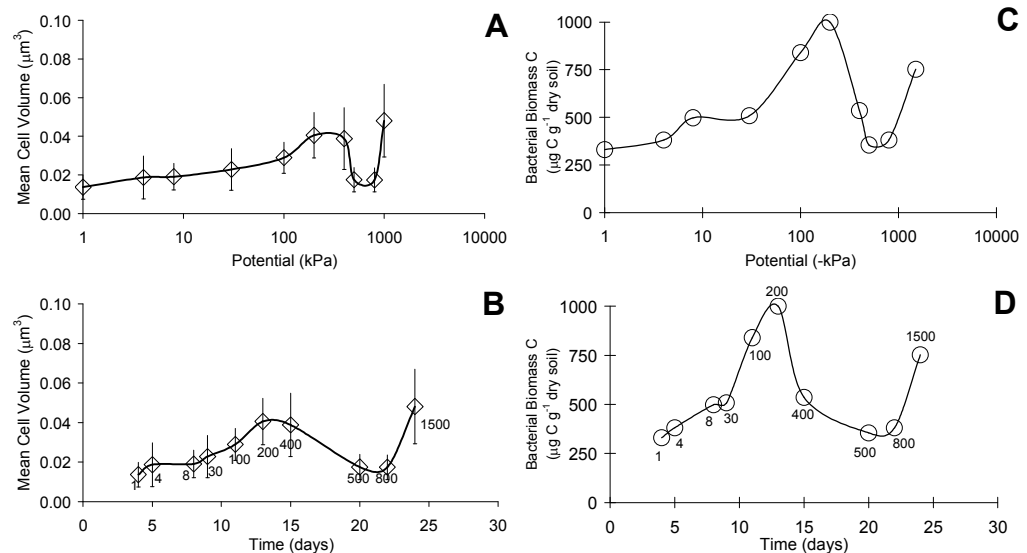 A
Mean Cell Volume (µm³)
0.10
0.08
0.06
0.04
0.02
0.00
1 10 100 1000 10000
Potential (kPa)
C
Bacterial Biomass C
(µg C g⁻¹ dry soil)
1000
750
500
250
0
1 10 100 1000 10000
Potential (-kPa)
B
Mean Cell Volume (µm³)
0.10
0.08
0.06
0.04
0.02
0.00
1 4 8 30 100 200 400 500 800 1500
0 5 10 15 20 25 30
Time (days)
D
Bacterial Biomass C
(µg C g⁻¹ dry soil)
1000
750
500
250
0
1 4 8 30 100 200 400 500 800 1500
0 5 10 15 20 25 30
Time (days)